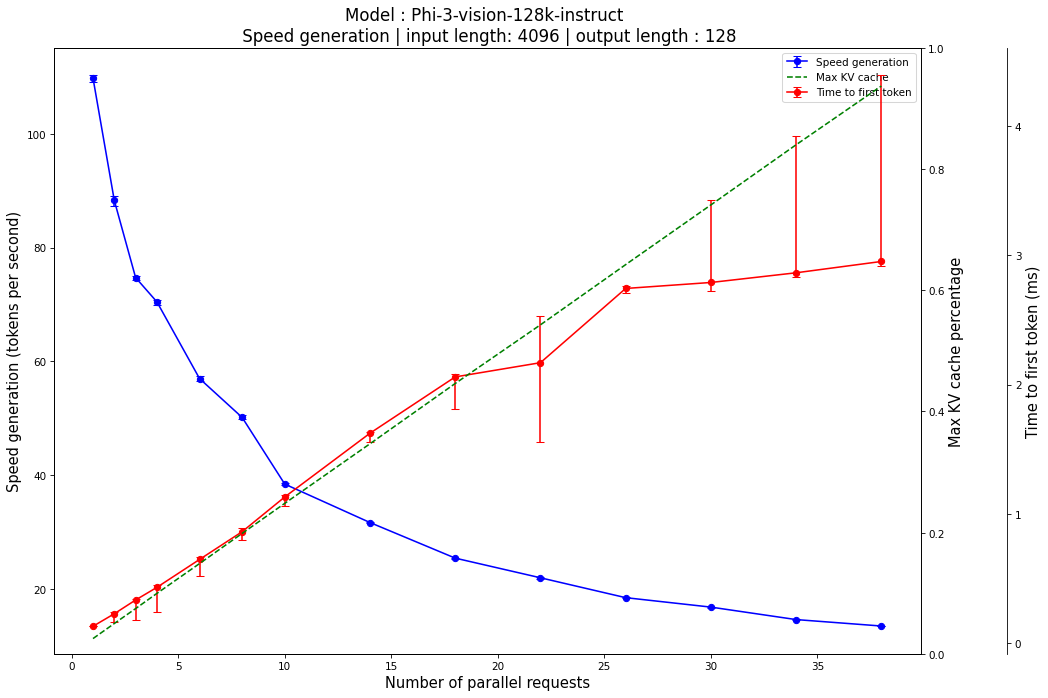 Model : Phi-3-vision-128k-instruct
Speed generation | input length: 4096 | output length : 128
Speed generation
Max KV cache
Time to first token
Speed generation (tokens per second)
100
80
60
40
20
0
5
10
15
20
25
30
35
Number of parallel requests
1.0
0.8
0.6
0.4
0.2
0.0
Max KV cache percentage
4
3
2
1
0
Time to first token (ms)